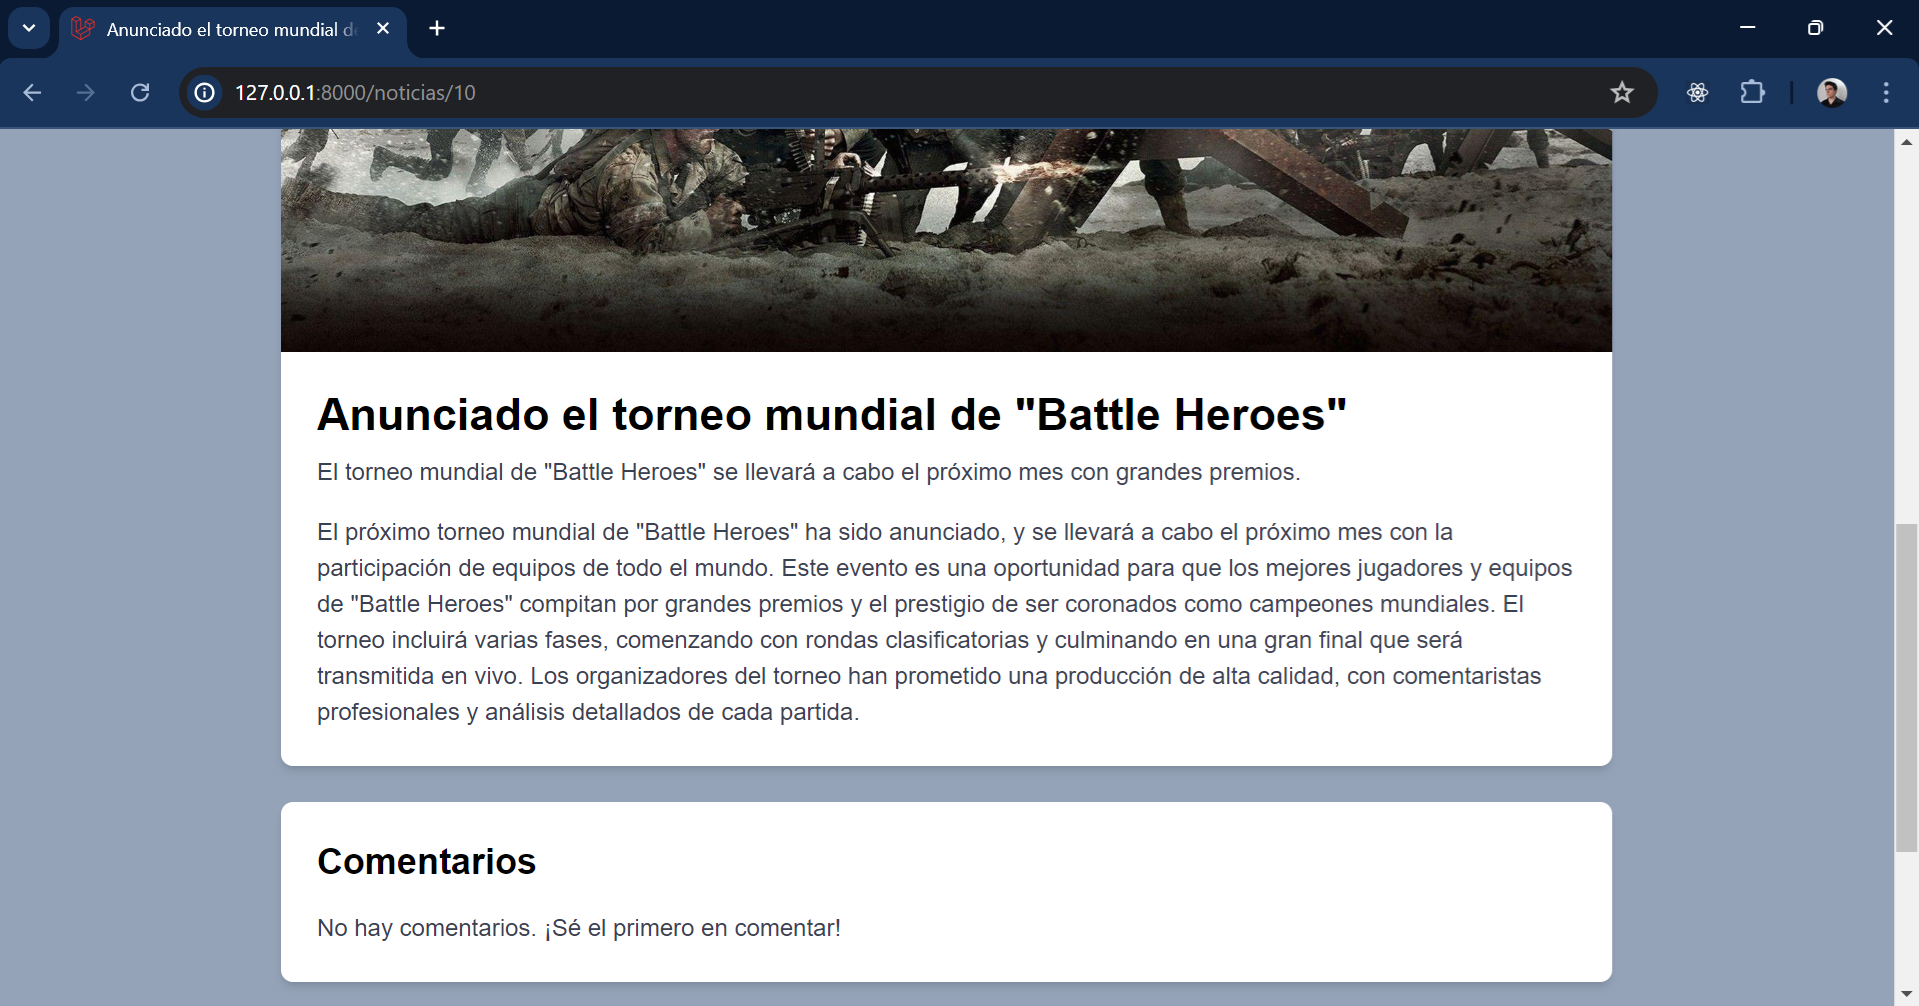 Anunciado el torneo mundial de
127.0.0.1:8000/noticias/10
Anunciado el torneo mundial de "Battle Heroes"
El torneo mundial de "Battle Heroes" se llevará a cabo el próximo mes con grandes premios.
El próximo torneo mundial de "Battle Heroes" ha sido anunciado, y se llevará a cabo el próximo mes con la
participación de equipos de todo el mundo. Este evento es una oportunidad para que los mejores jugadores y equipos
de "Battle Heroes" compitan por grandes premios y el prestigio de ser coronados como campeones mundiales. El
torneo incluirá varias fases, comenzando con rondas clasificatorias y culminando en una gran final que será
transmitida en vivo. Los organizadores del torneo han prometido una producción de alta calidad, con comentaristas
profesionales y análisis detallados de cada partida.
Comentarios
No hay comentarios. ¡Sé el primero en comentar!